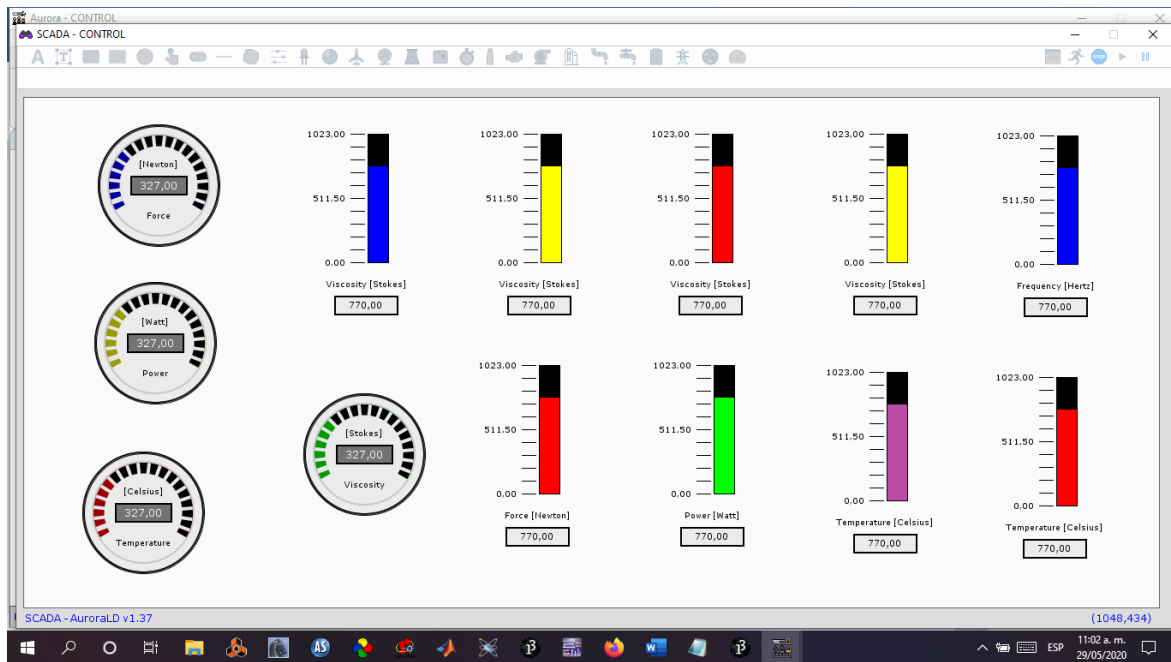 Aurora - CONTROL
SCADA - CONTROL
A T
STOP
[Newton]
327,00
Force
1023,00
511,50
0,00
Viscosity [Stokes]
770,00
1023,00
511,50
0,00
Viscosity [Stokes]
770,00
1023,00
511,50
0,00
Viscosity [Stokes]
770,00
1023,00
511,50
0,00
Viscosity [Stokes]
770,00
1023,00
511,50
0,00
Frequency [Hertz]
770,00
[Watt]
327,00
Power
[Stokes]
327,00
Viscosity
1023,00
511,50
0,00
Force [Newton]
770,00
1023,00
511,50
0,00
Power [Watt]
770,00
1023,00
511,50
0,00
Temperature [Celsius]
770,00
1023,00
511,50
0,00
Temperature [Celsius]
770,00
[Celsius]
327,00
Temperature
SCADA - AuroraLD v1.37
(1048,434)
ESP
11:02 a. m.
29/05/2020